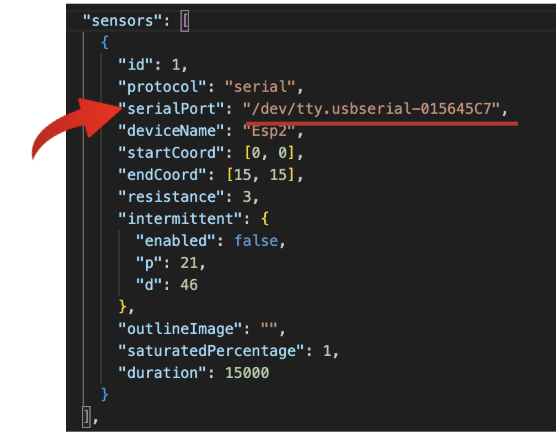 "sensors": [
{
"id": 1,
"protocol": "serial",
"serialPort": "/dev/tty.usbserial-015645C7",
"deviceName": "Esp2",
"startCoord": [0, 0],
"endCoord": [15, 15],
"resistance": 3,
"intermittent": {
"enabled": false,
"p": 21,
"d": 46
},
"outlineImage": "",
"saturatedPercentage": 1,
"duration": 15000
}
],